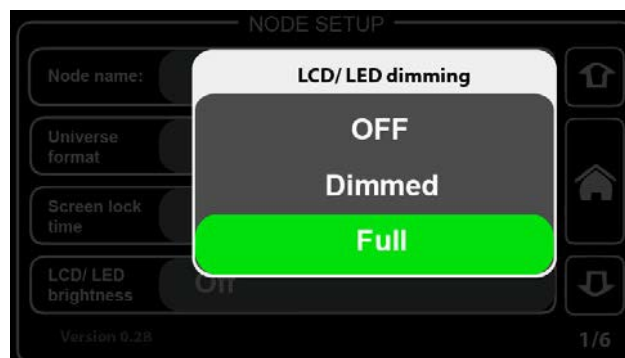 NODE SETUP
Node name:
LCD/ LED dimming
OFF
Universe
format
Dimmed
Screen lock
time
Full
LCD/ LED
brightness
Off
Version 0.28
1/6